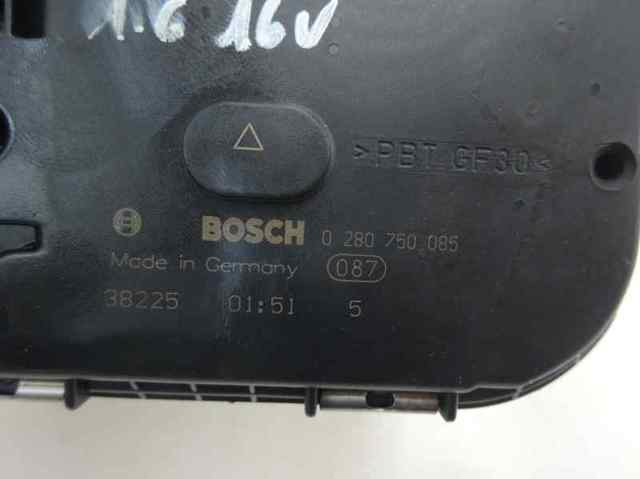 1.6 16V
>PBT GF30<
BOSCH 0 280 750 085
Made in Germany 087
38225 01:51 5